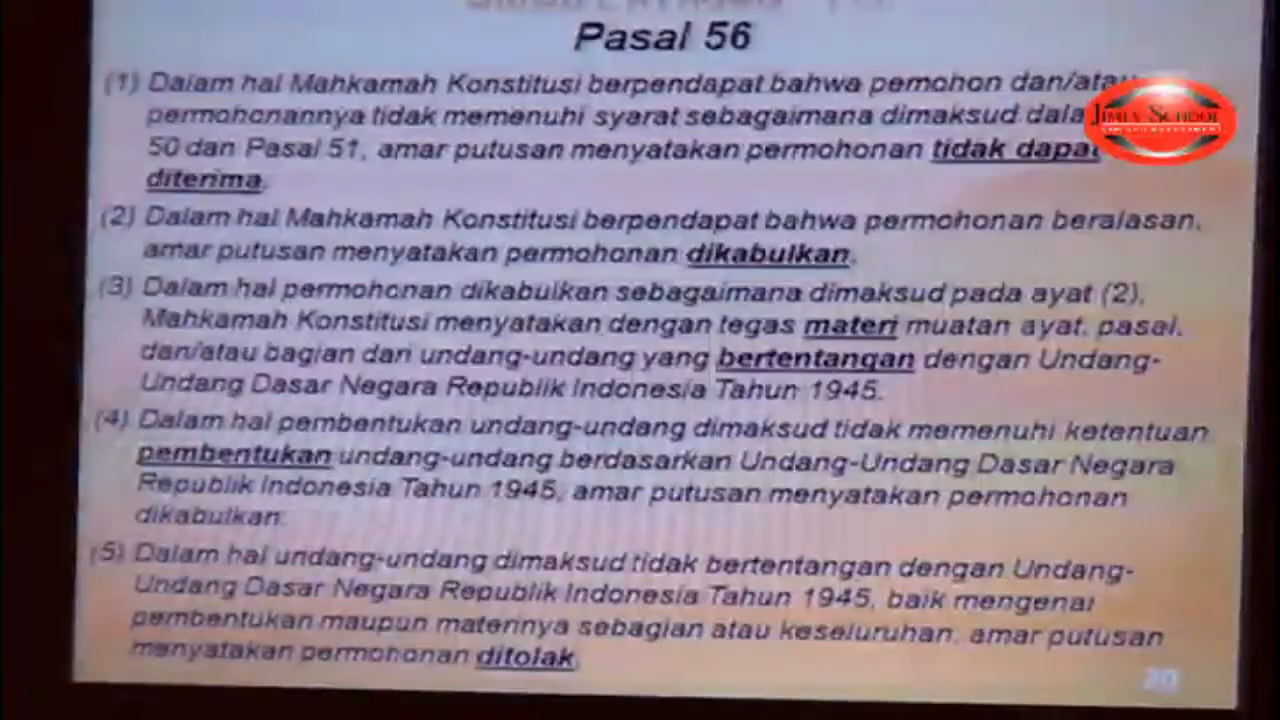 Pasal 56
(1) Dalam hal Mahkamah Konstitusi berpendapat bahwa pemohon dan/atau
permohonannya tidak memenuhi syarat sebagaimana dimaksud dala
50 dan Pasal 51, amar putusan menyatakan permohonan tidak dapat
diterima.
(2) Dalam hal Mahkamah Konstitusi berpendapat bahwa permohonan beralasan,
amar putusan menyatakan permohonan dikabulkan.
(3) Dalam hal permohonan dikabulkan sebagaimana dimaksud pada ayat (2),
Mahkamah Konstitusi menyatakan dengan tegas materi muatan ayat, pasal,
dan/atau bagian dari undang-undang yang bertentangan dengan Undang-
Undang Dasar Negara Republik Indonesia Tahun 1945.
(4) Dalam hal pembentukan undang-undang dimaksud tidak memenuhi ketentuan
pembentukan undang-undang berdasarkan Undang-Undang Dasar Negara
Republik Indonesia Tahun 1945, amar putusan menyatakan permohonan
dikabulkan.
(5) Dalam hal undang-undang dimaksud tidak bertentangan dengan Undang-
Undang Dasar Negara Republik Indonesia Tahun 1945, baik mengenai
pembentukan maupun materinya sebagian atau keseluruhan, amar putusan
menyatakan permohonan ditolak.
JIMLY SCHOOL
LAW AND GOVERNMENT